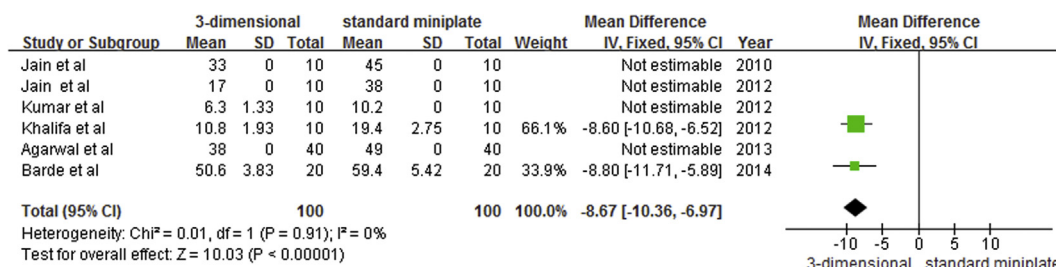 3-dimensional standard miniplate Mean Difference Mean Difference
Study or Subgroup Mean SD Total Mean SD Total Weight IV, Fixed, 95% CI Year IV, Fixed, 95% CI
Jain et al 33 0 10 45 0 10 Not estimable 2010
Jain et al 17 0 10 38 0 10 Not estimable 2012
Kumar et al 6.3 1.33 10 10.2 0 10 Not estimable 2012
Khalifa et al 10.8 1.93 10 19.4 2.75 10 66.1% -8.60 [-10.68, -6.52] 2012
Agarwal et al 38 0 40 49 0 40 Not estimable 2013
Barde et al 50.6 3.83 20 59.4 5.42 20 33.9% -8.80 [-11.71, -5.89] 2014
Total (95% CI) 100 100 100.0% -8.67 [-10.36, -6.97]
Heterogeneity: Chi² = 0.01, df = 1 (P = 0.91); I² = 0%
Test for overall effect: Z = 10.03 (P < 0.00001)
-10 -5 0 5 10
3-dimensional standard miniplate